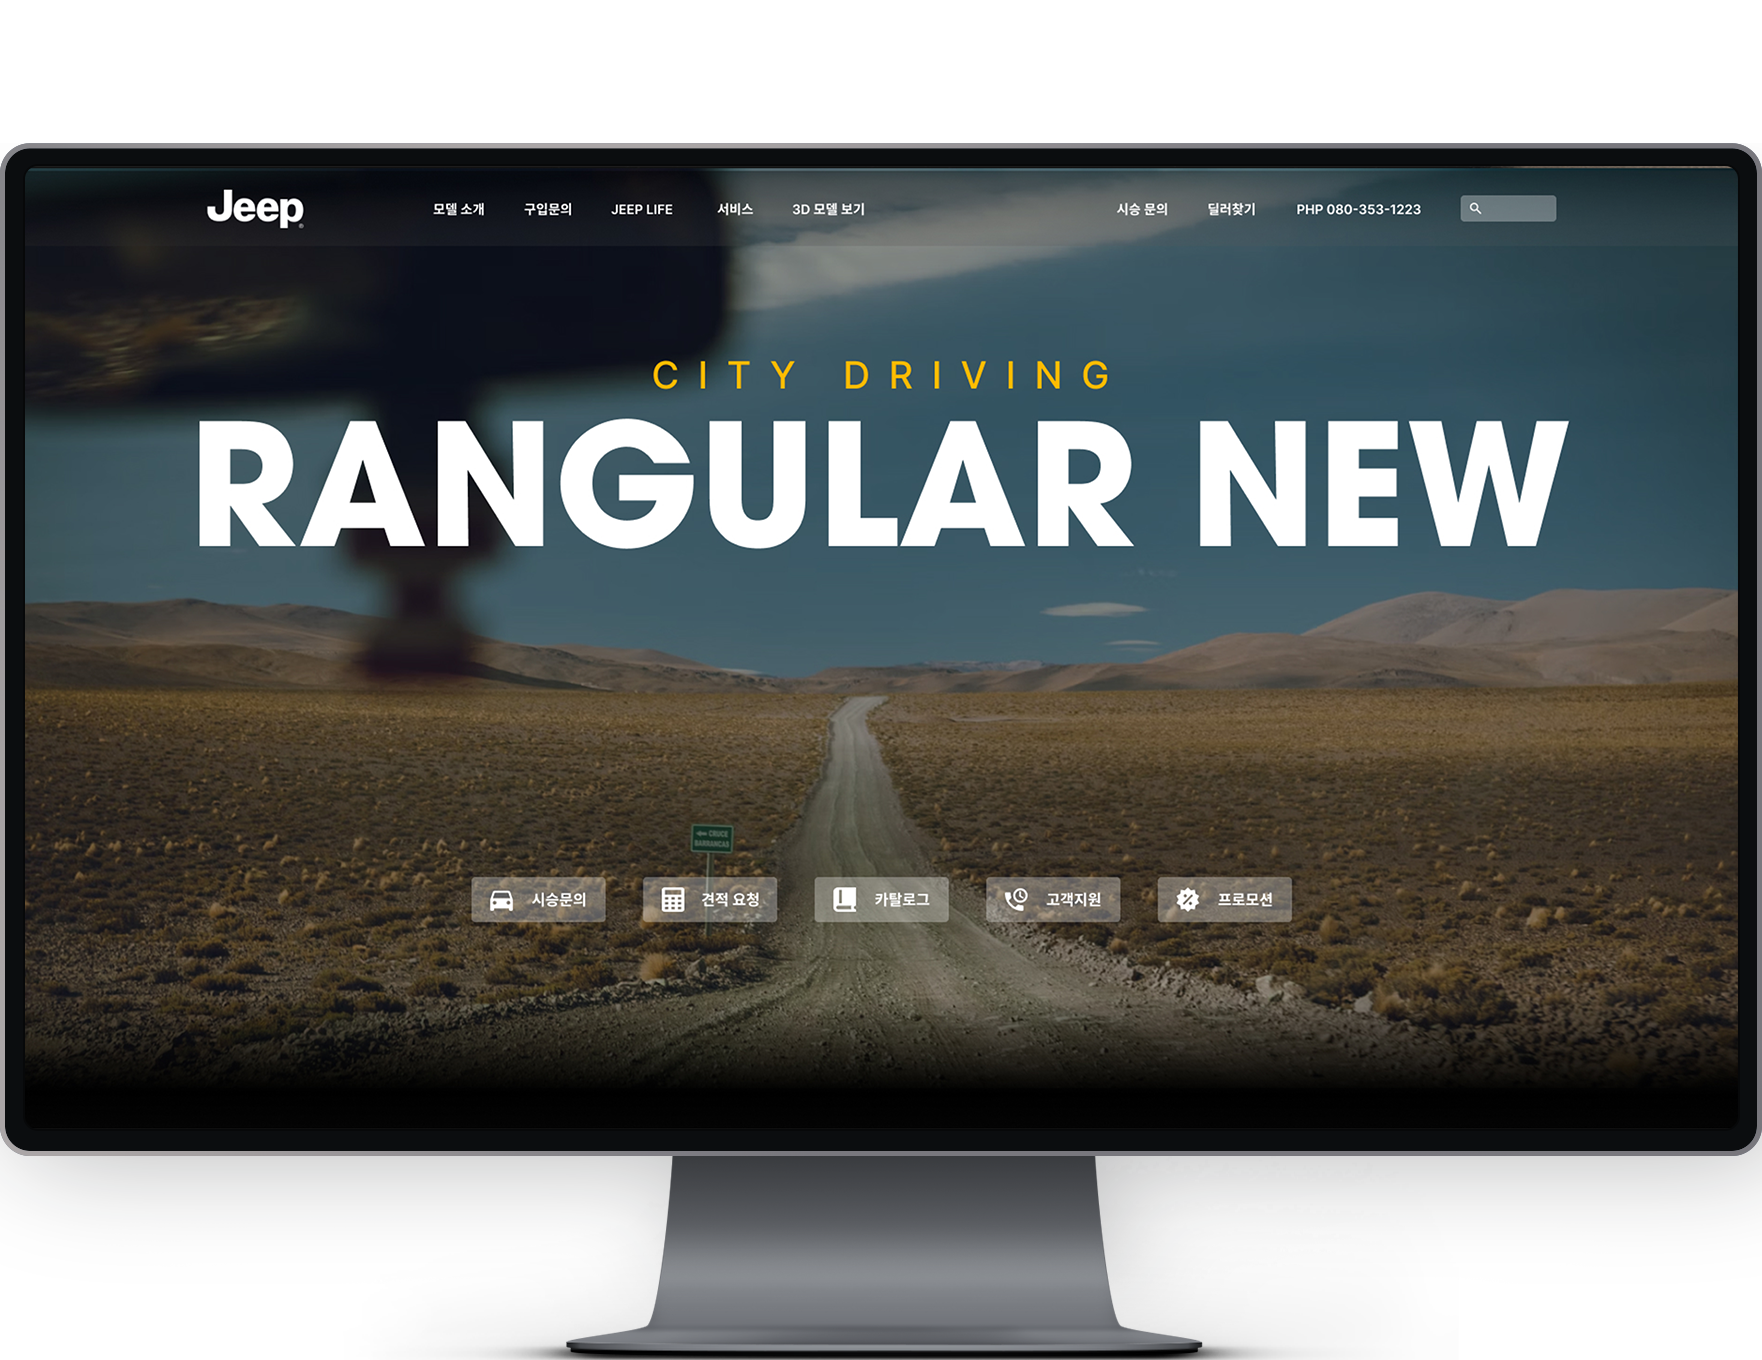 Jeep
모델 소개 구입문의 JEEP LIFE 서비스 3D 모델 보기 시승 문의 딜러찾기 PHP 080-353-1223
CITY DRIVING
RANGULAR NEW
← CRUCE
BARRANCAS
시승문의 견적 요청 카탈로그 고객지원 프로모션